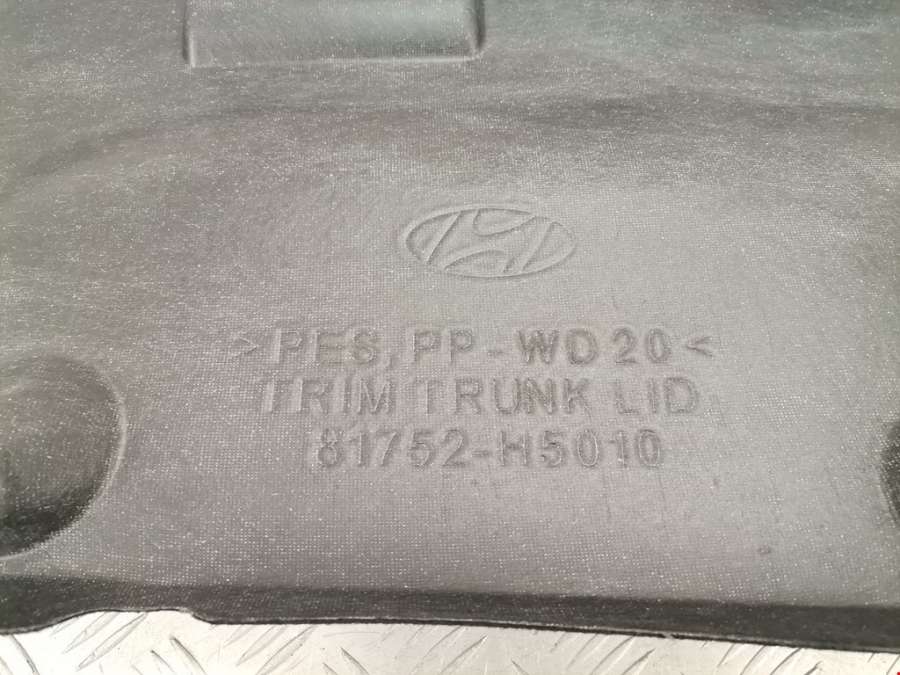 >PES,PP-WD20<
TRIM TRUNK LID
81752-H5010